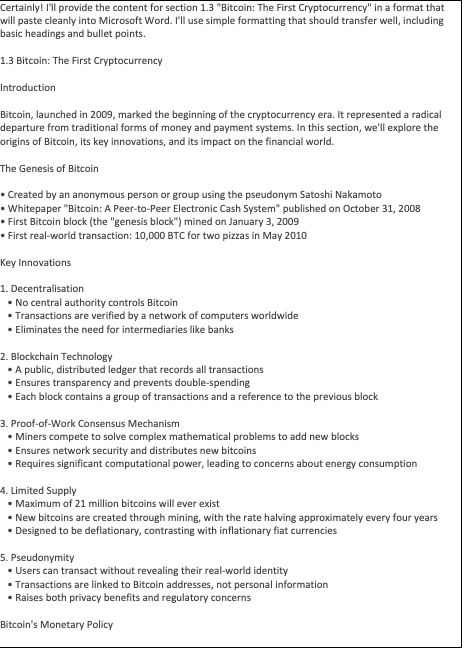 Certainly! I'll provide the content for section 1.3 "Bitcoin: The First Cryptocurrency" in a format that
will paste cleanly into Microsoft Word. I'll use simple formatting that should transfer well, including
basic headings and bullet points.
1.3 Bitcoin: The First Cryptocurrency
Introduction
Bitcoin, launched in 2009, marked the beginning of the cryptocurrency era. It represented a radical
departure from traditional forms of money and payment systems. In this section, we'll explore the
origins of Bitcoin, its key innovations, and its impact on the financial world.
The Genesis of Bitcoin
• Created by an anonymous person or group using the pseudonym Satoshi Nakamoto
• Whitepaper "Bitcoin: A Peer-to-Peer Electronic Cash System" published on October 31, 2008
• First Bitcoin block (the "genesis block") mined on January 3, 2009
• First real-world transaction: 10,000 BTC for two pizzas in May 2010
Key Innovations
1. Decentralisation
• No central authority controls Bitcoin
• Transactions are verified by a network of computers worldwide
• Eliminates the need for intermediaries like banks
2. Blockchain Technology
• A public, distributed ledger that records all transactions
• Ensures transparency and prevents double-spending
• Each block contains a group of transactions and a reference to the previous block
3. Proof-of-Work Consensus Mechanism
• Miners compete to solve complex mathematical problems to add new blocks
• Ensures network security and distributes new bitcoins
• Requires significant computational power, leading to concerns about energy consumption
4. Limited Supply
• Maximum of 21 million bitcoins will ever exist
• New bitcoins are created through mining, with the rate halving approximately every four years
• Designed to be deflationary, contrasting with inflationary fiat currencies
5. Pseudonymity
• Users can transact without revealing their real-world identity
• Transactions are linked to Bitcoin addresses, not personal information
• Raises both privacy benefits and regulatory concerns
Bitcoin's Monetary Policy